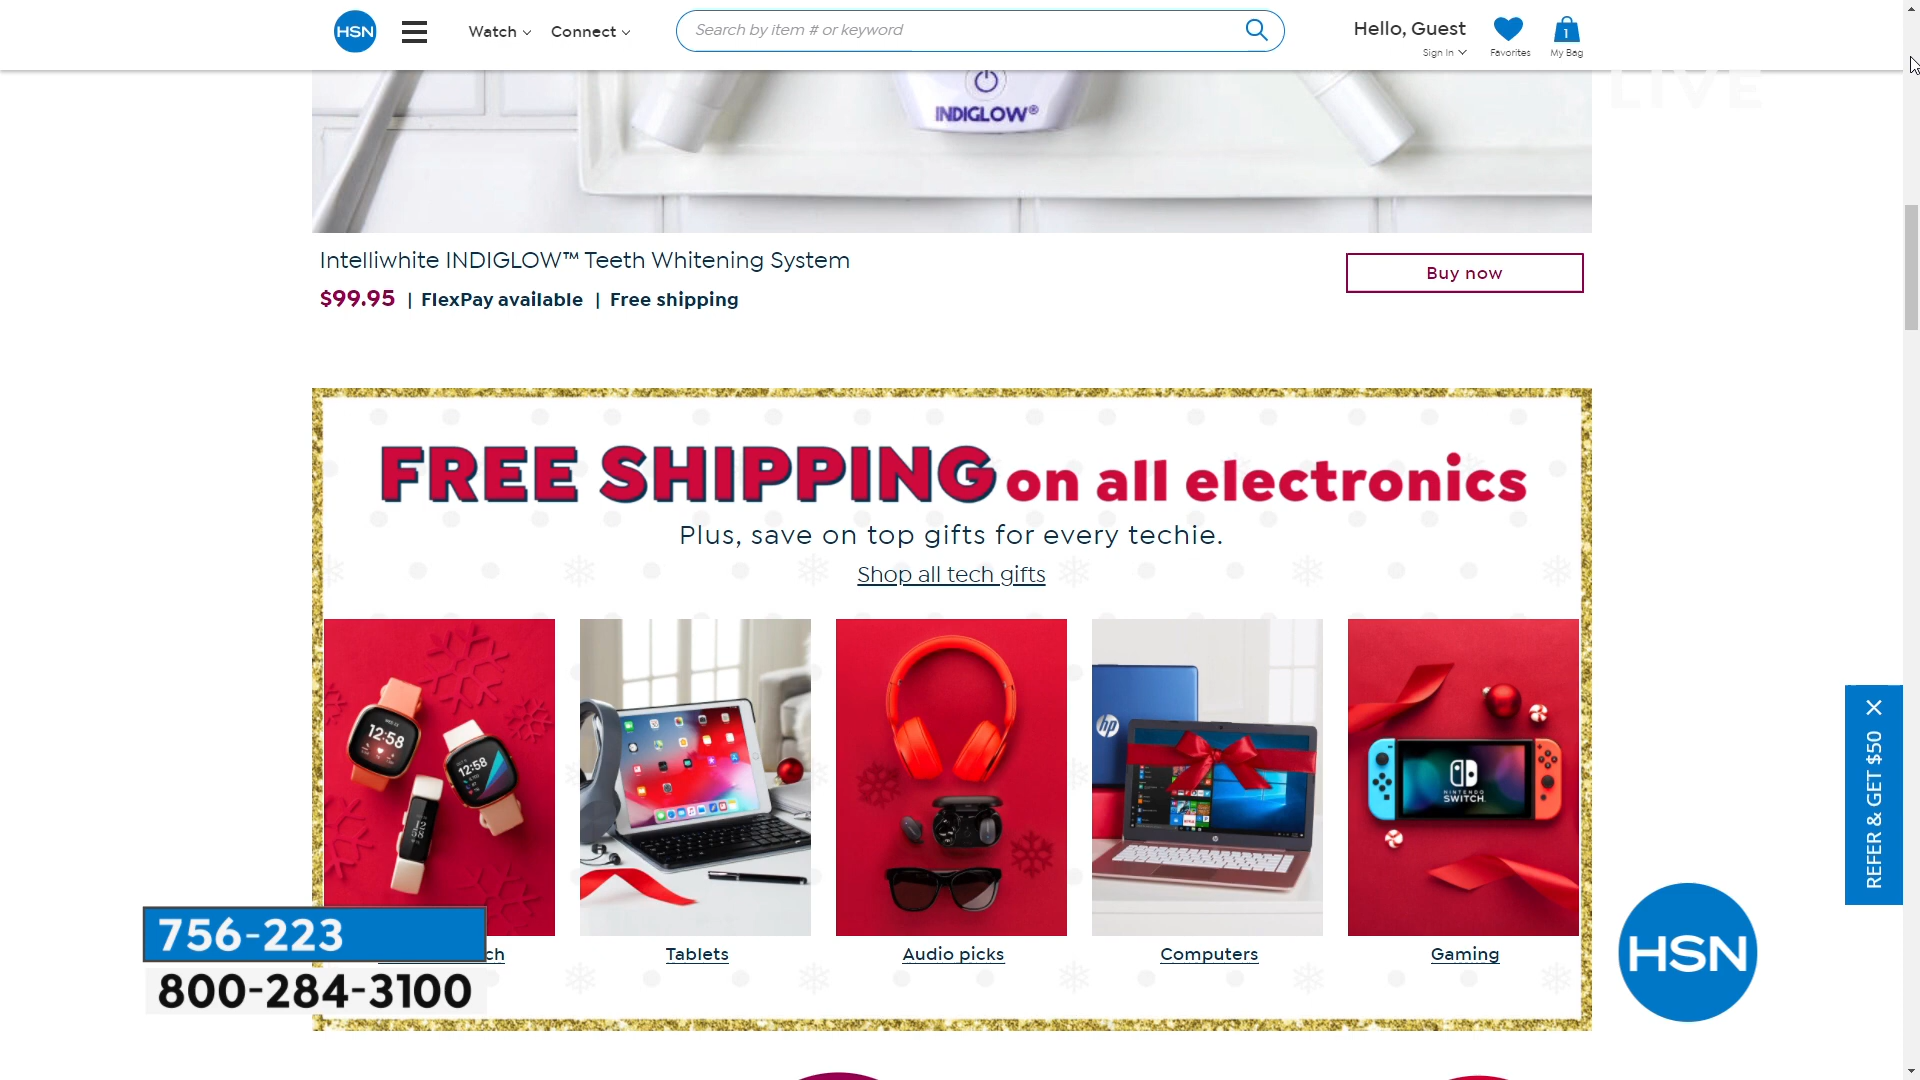 HSN
Watch
Connect
Search by item # or keyword
Hello, Guest
Sign In
Favorites
1
My Bag
LIVE
INDIGLOW®
Intelliwhite INDIGLOW™ Teeth Whitening System
$99.95 | FlexPay available | Free shipping
Buy now
FREE SHIPPING on all electronics
Plus, save on top gifts for every techie.
Shop all tech gifts
12:58
12:58
hp
NINTENDO
SWITCH
REFER & GET $50
ch
Tablets
Audio picks
Computers
Gaming
756-223
800-284-3100
HSN